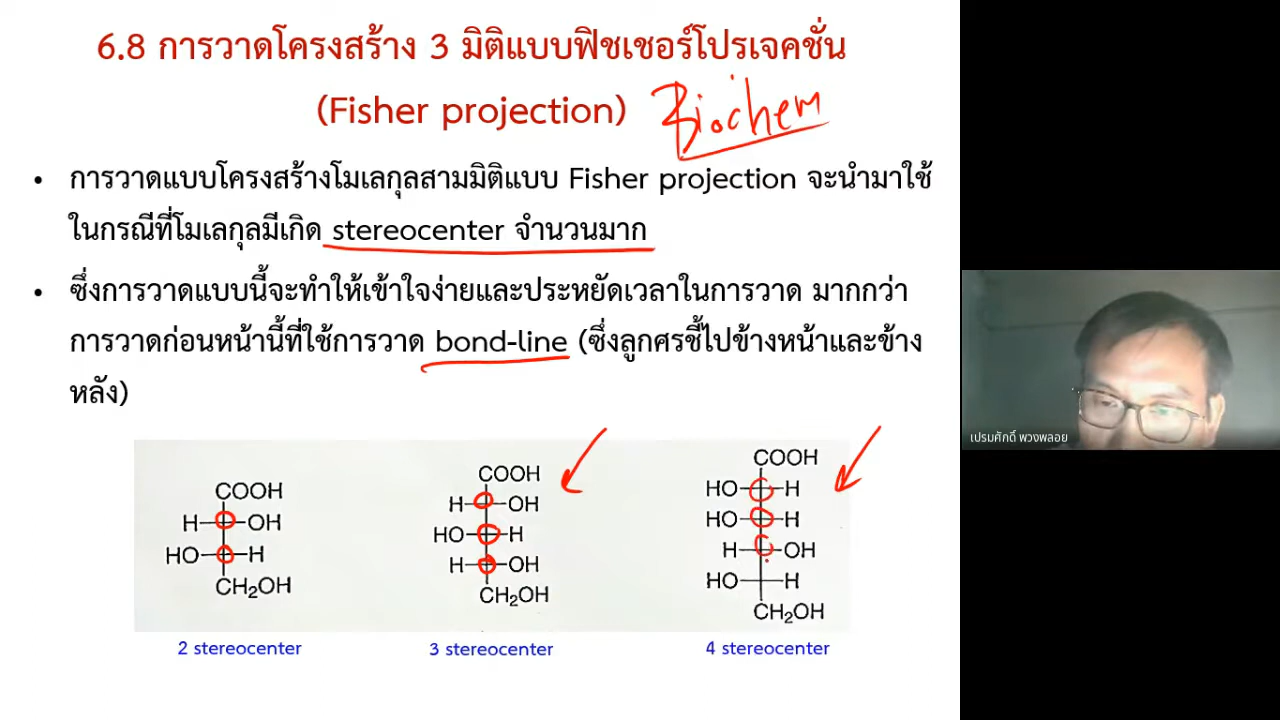 6.8 การวาดโครงสร้าง 3 มิติแบบฟิชเชอร์โปรเจคชั่น
(Fisher projection) Biochem
• การวาดแบบโครงสร้างโมเลกุลสามมิติแบบ Fisher projection จะนำมาใช้
ในกรณีที่โมเลกุลมีเกิด stereocenter จำนวนมาก
• ซึ่งการวาดแบบนี้จะทำให้เข้าใจง่ายและประหยัดเวลาในการวาด มากกว่า
การวาดก่อนหน้านี้ที่ใช้การวาด bond-line (ซึ่งลูกศรชี้ไปข้างหน้าและข้าง
หลัง)
COOH
H OH
HO H
CH₂OH
2 stereocenter
COOH
H OH
HO H
H OH
CH₂OH
3 stereocenter
COOH
HO H
HO H
H OH
HO H
CH₂OH
4 stereocenter
เปรมศักดิ์ พวงพลอย